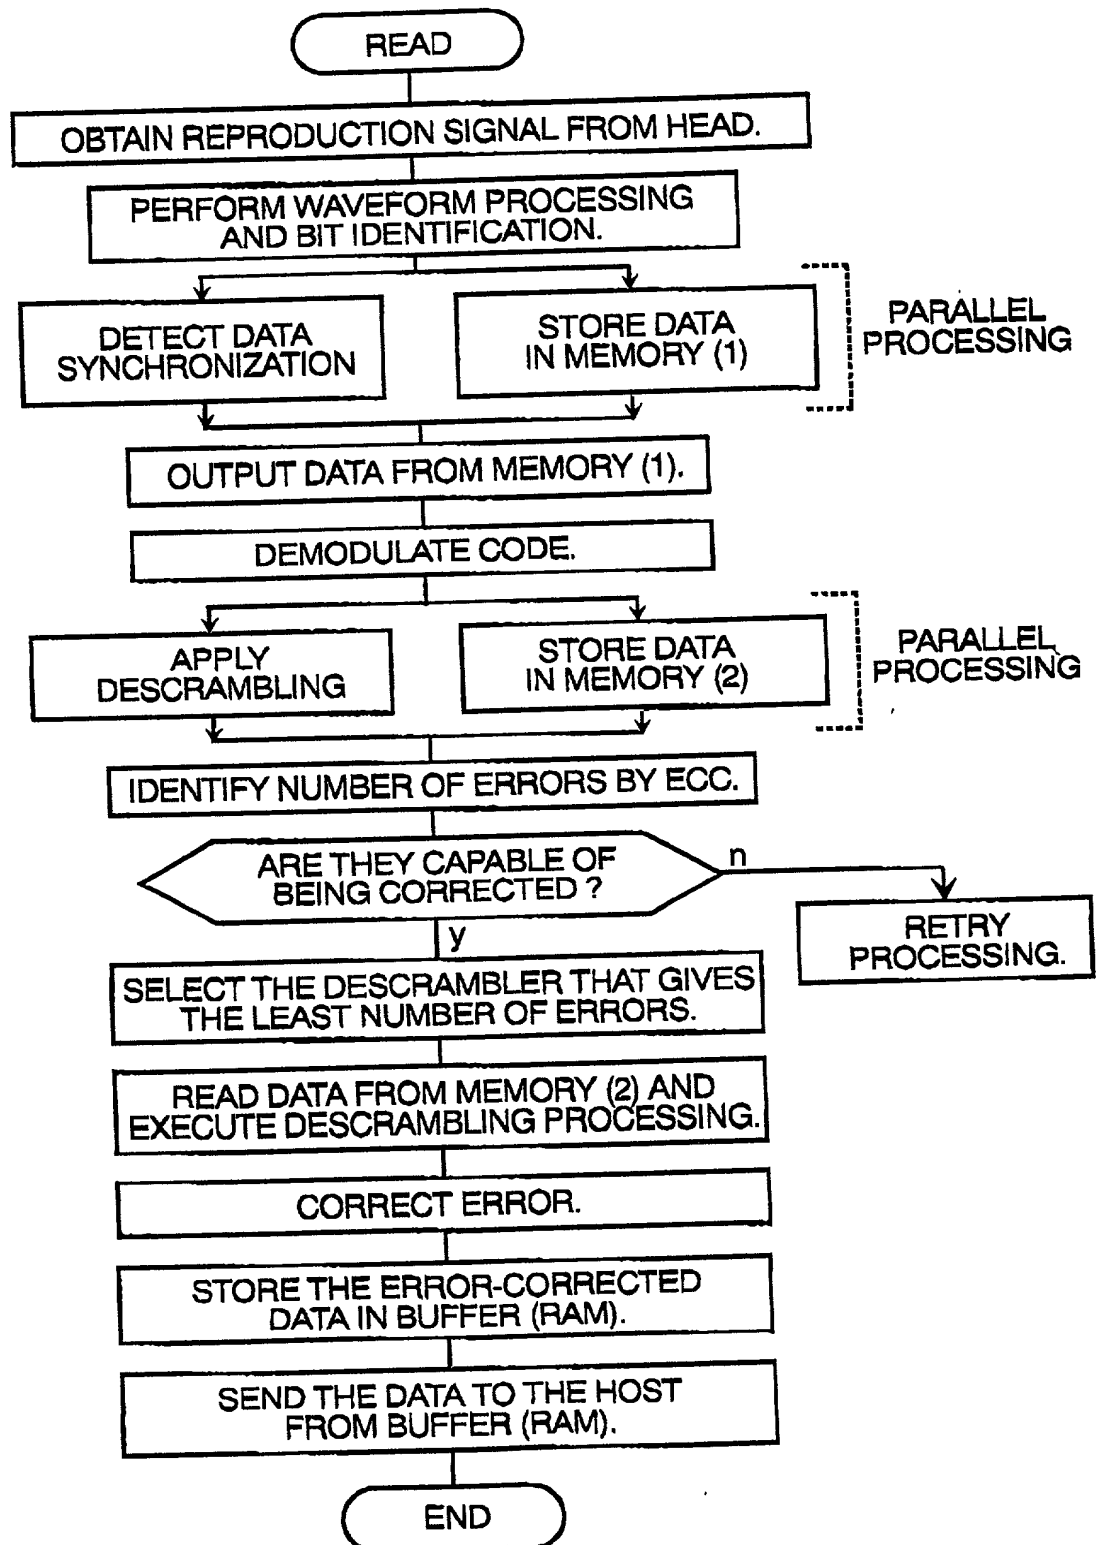 READ
OBTAIN REPRODUCTION SIGNAL FROM HEAD.
PERFORM WAVEFORM PROCESSING
AND BIT IDENTIFICATION.
DETECT DATA
SYNCHRONIZATION
STORE DATA
IN MEMORY (1)
PARALLEL
PROCESSING
OUTPUT DATA FROM MEMORY (1).
DEMODULATE CODE.
APPLY
DESCRAMBLING
STORE DATA
IN MEMORY (2)
PARALLEL
PROCESSING
IDENTIFY NUMBER OF ERRORS BY ECC.
ARE THEY CAPABLE OF
BEING CORRECTED ?
n
y
RETRY
PROCESSING.
SELECT THE DESCRAMBLER THAT GIVES
THE LEAST NUMBER OF ERRORS.
READ DATA FROM MEMORY (2) AND
EXECUTE DESCRAMBLING PROCESSING.
CORRECT ERROR.
STORE THE ERROR-CORRECTED
DATA IN BUFFER (RAM).
SEND THE DATA TO THE HOST
FROM BUFFER (RAM).
END